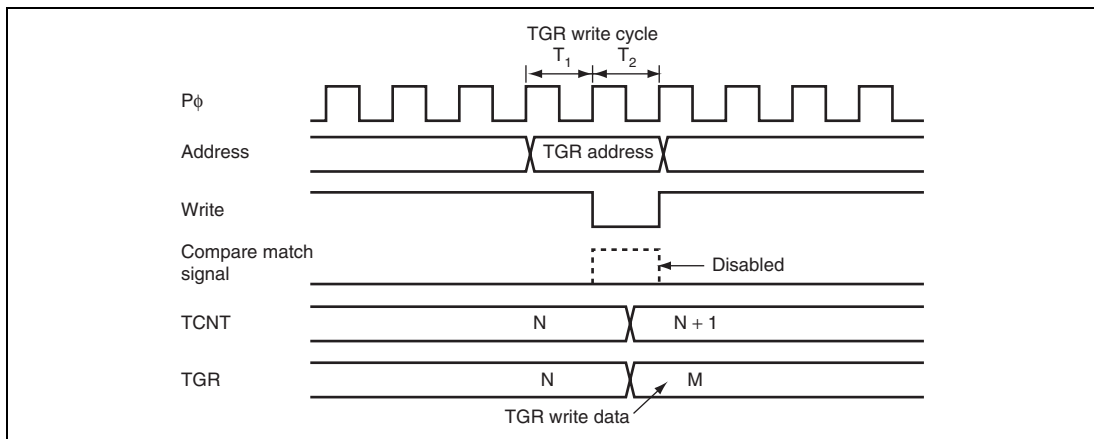 TGR write cycle
T1 T2
Pϕ
Address TGR address
Write
Compare match
signal
Disabled
TCNT N N + 1
TGR N M
TGR write data